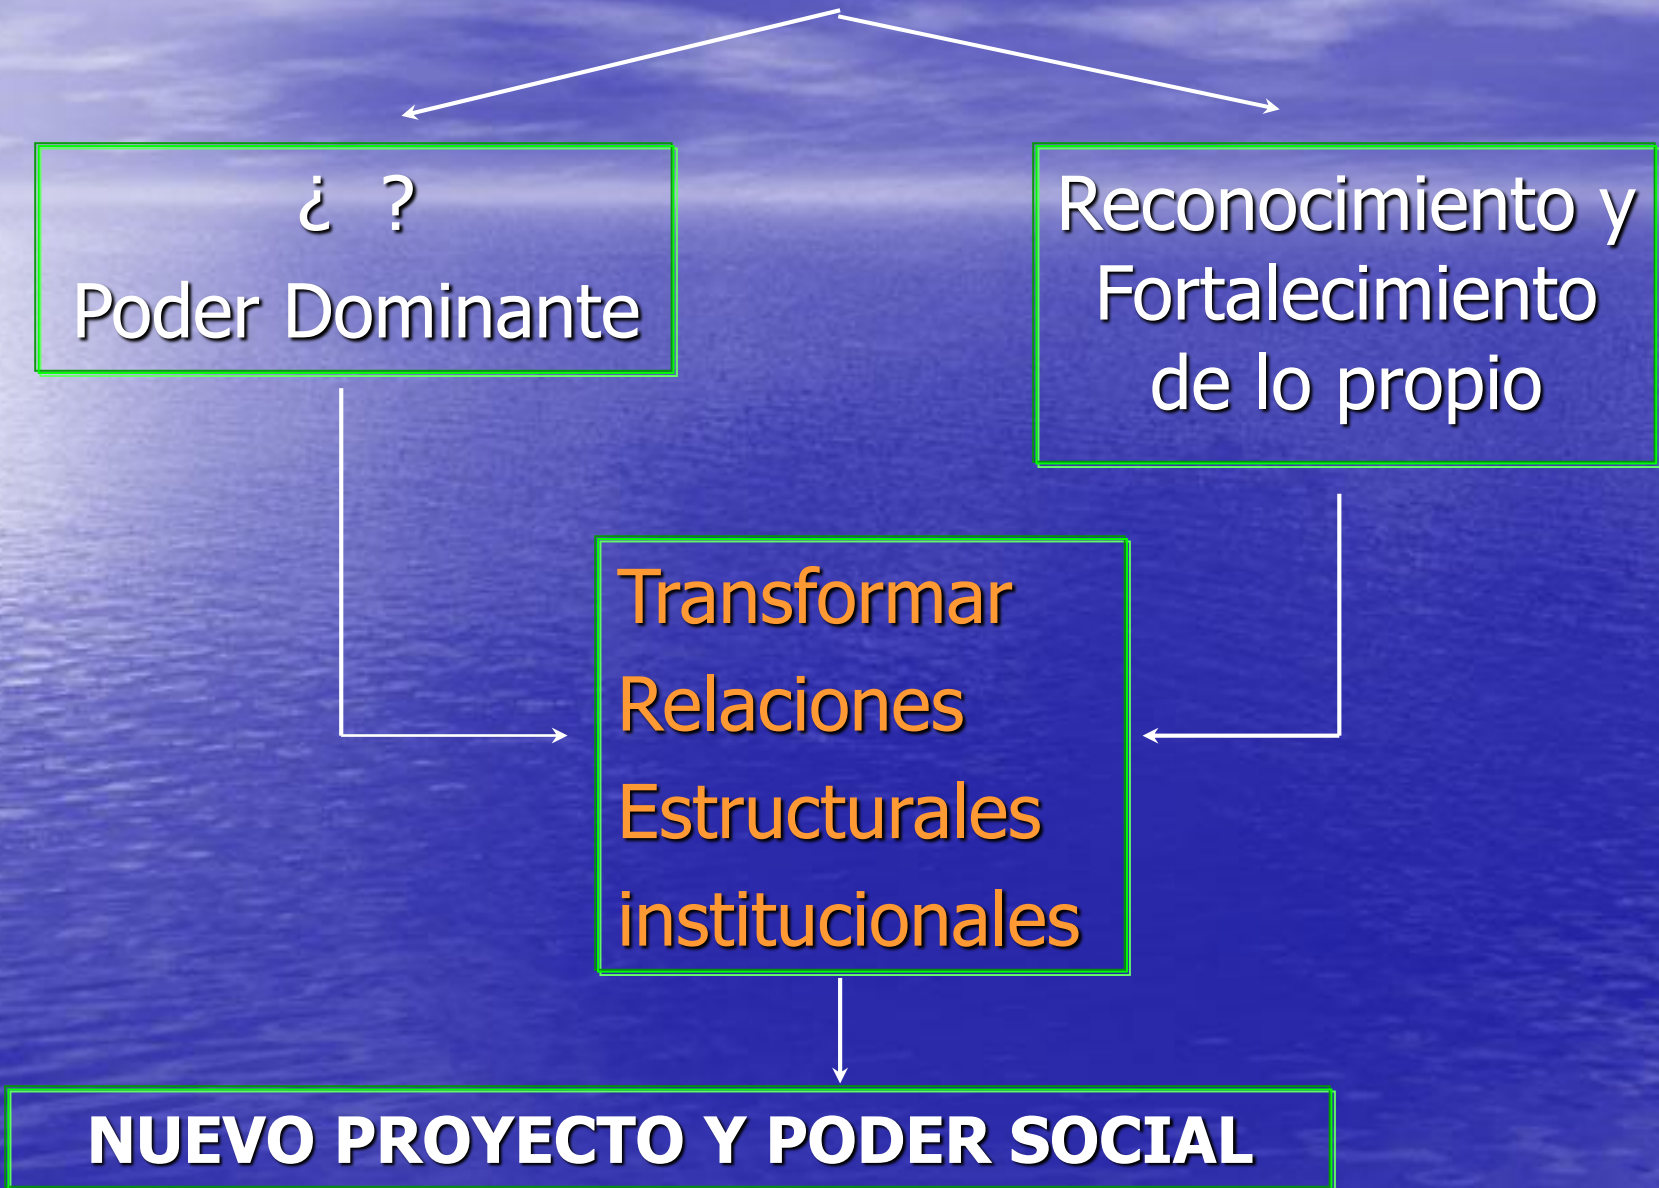 ¿ ?
Poder Dominante
Reconocimiento y
Fortalecimiento
de lo propio
Transformar
Relaciones
Estructurales
institucionales
NUEVO PROYECTO Y PODER SOCIAL